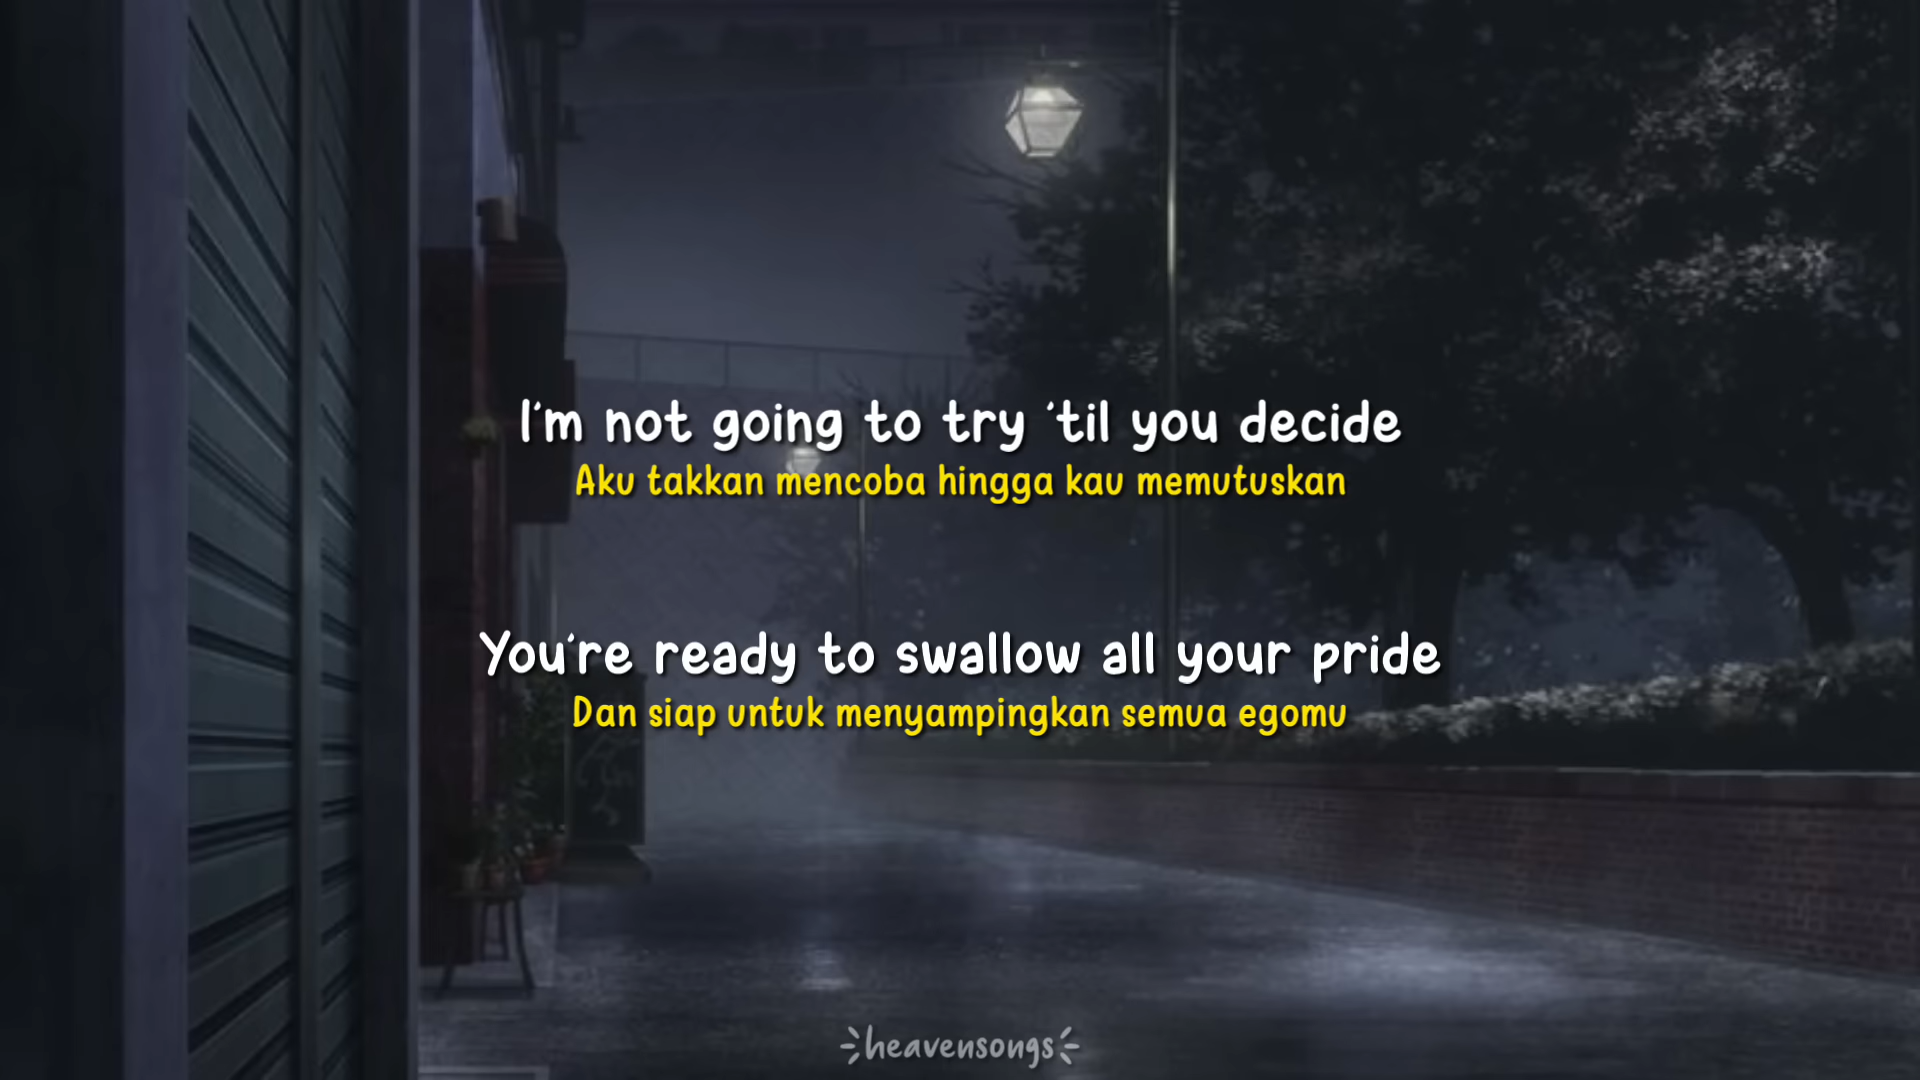 I'm not going to try 'til you decide
Aku takkan mencoba hingga kau memutuskan
You're ready to swallow all your pride
Dan siap untuk menyampingkan semua egomu
heavensongs